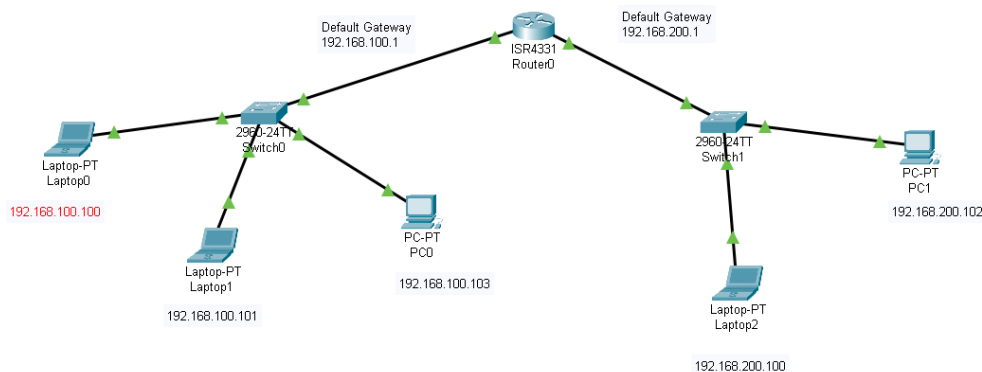 Default Gateway
192.168.100.1
Default Gateway
192.168.200.1
ISR4331
Router0
2960-24TT
Switch0
2960-24TT
Switch1
Laptop-PT
Laptop0
192.168.100.100
PC-PT
PC1
192.168.200.102
PC-PT
PC0
192.168.100.103
Laptop-PT
Laptop1
192.168.100.101
Laptop-PT
Laptop2
192.168.200.100